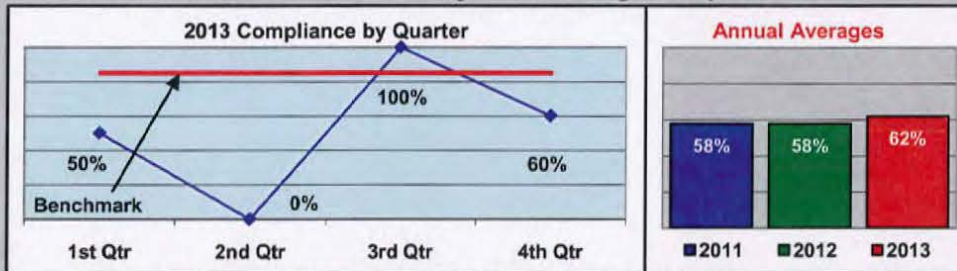 2013 Compliance by Quarter
50%
0%
100%
60%
Benchmark
1st Qtr 2nd Qtr 3rd Qtr 4th Qtr
Annual Averages
58% 58% 62%
2011 2012 2013